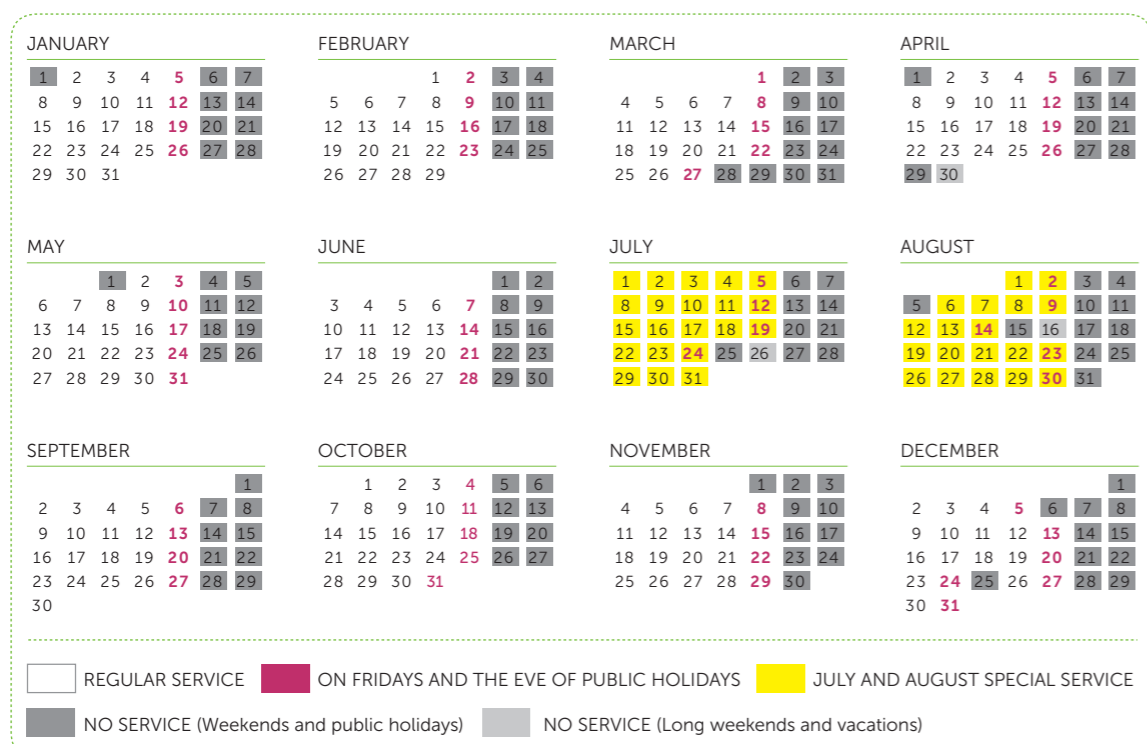 JANUARY FEBRUARY MARCH APRIL
1 2 3 4 5 6 7 1 2 3 4 1 2 3 1 2 3 4 5 6 7
8 9 10 11 12 13 14 5 6 7 8 9 10 11 4 5 6 7 8 9 10 8 9 10 11 12 13 14
15 16 17 18 19 20 21 12 13 14 15 16 17 18 11 12 13 14 15 16 17 15 16 17 18 19 20 21
22 23 24 25 26 27 28 19 20 21 22 23 24 25 18 19 20 21 22 23 24 22 23 24 25 26 27 28
29 30 31 26 27 28 29 25 26 27 28 29 30 31 29 30
MAY JUNE JULY AUGUST
1 2 3 4 5 1 2 1 2 3 4 5 6 7 1 2 3 4
6 7 8 9 10 11 12 3 4 5 6 7 8 9 8 9 10 11 12 13 14 5 6 7 8 9 10 11
13 14 15 16 17 18 19 10 11 12 13 14 15 16 15 16 17 18 19 20 21 12 13 14 15 16 17 18
20 21 22 23 24 25 26 17 18 19 20 21 22 23 22 23 24 25 26 27 28 19 20 21 22 23 24 25
27 28 29 30 31 24 25 26 27 28 29 30 29 30 31 26 27 28 29 30 31
SEPTEMBER OCTOBER NOVEMBER DECEMBER
1 1 2 3 4 5 6 1 2 3 1
2 3 4 5 6 7 8 7 8 9 10 11 12 13 4 5 6 7 8 9 10 2 3 4 5 6 7 8
9 10 11 12 13 14 15 14 15 16 17 18 19 20 11 12 13 14 15 16 17 9 10 11 12 13 14 15
16 17 18 19 20 21 22 21 22 23 24 25 26 27 18 19 20 21 22 23 24 16 17 18 19 20 21 22
23 24 25 26 27 28 29 28 29 30 31 25 26 27 28 29 30 23 24 25 26 27 28 29
30 30 31
REGULAR SERVICE ON FRIDAYS AND THE EVE OF PUBLIC HOLIDAYS JULY AND AUGUST SPECIAL SERVICE
NO SERVICE (Weekends and public holidays) NO SERVICE (Long weekends and vacations)